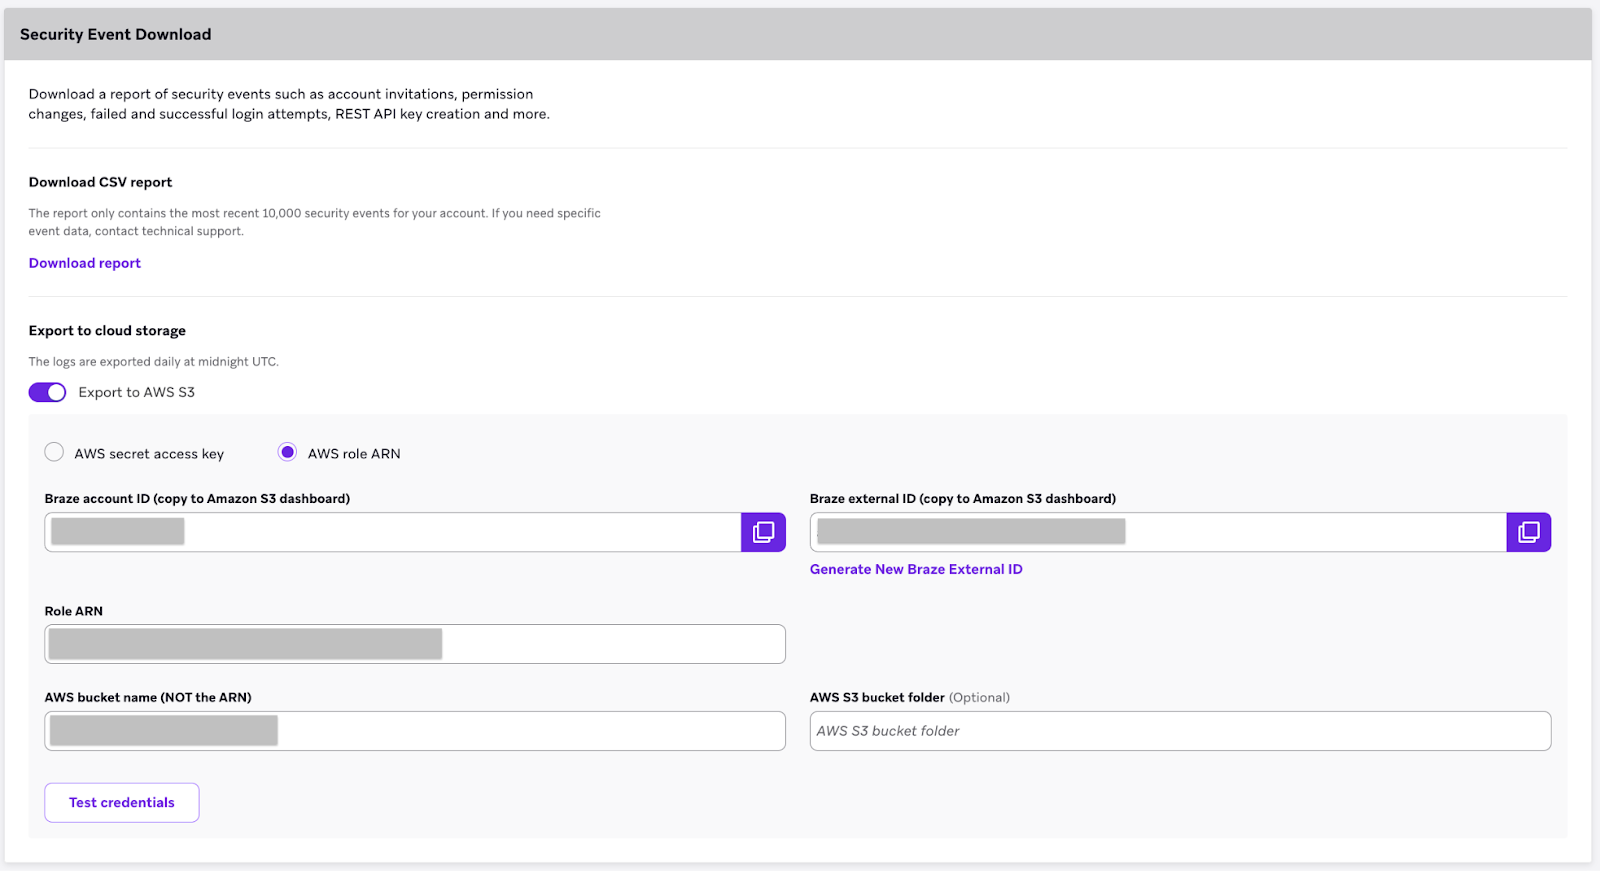 Security Event Download
Download a report of security events such as account invitations, permission
changes, failed and successful login attempts, REST API key creation and more.
Download CSV report
The report only contains the most recent 10,000 security events for your account. If you need specific
event data, contact technical support.
Download report
Export to cloud storage
The logs are exported daily at midnight UTC.
Export to AWS S3
AWS secret access key
AWS role ARN
Braze account ID (copy to Amazon S3 dashboard)
Braze external ID (copy to Amazon S3 dashboard)
Generate New Braze External ID
Role ARN
AWS bucket name (NOT the ARN)
AWS S3 bucket folder (Optional)
AWS S3 bucket folder
Test credentials